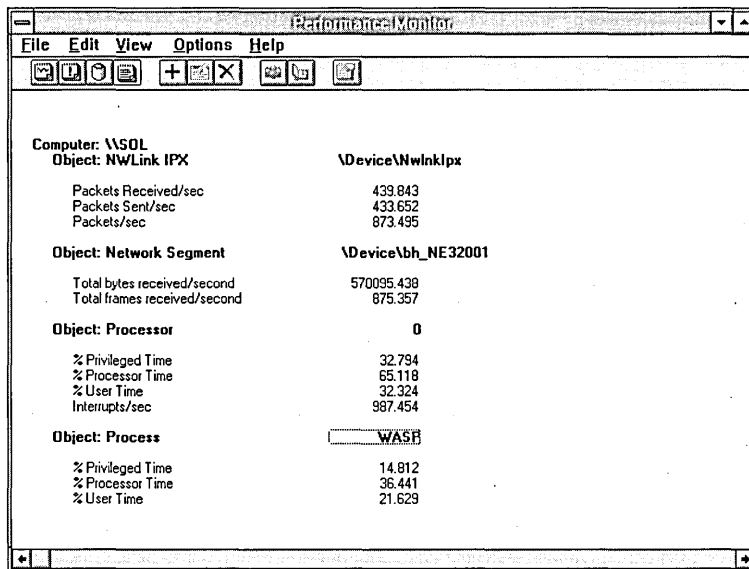 Performance Monitor
File Edit View Options Help
Computer: \\SOL
Object: NWLink IPX \Device\NwlnkIpx
Packets Received/sec 439.843
Packets Sent/sec 433.652
Packets/sec 873.495
Object: Network Segment \Device\bh_NE32001
Total bytes received/second 570095.438
Total frames received/second 875.357
Object: Processor 0
% Privileged Time 32.794
% Processor Time 65.118
% User Time 32.324
Interrupts/sec 987.454
Object: Process WASP
% Privileged Time 14.812
% Processor Time 36.441
% User Time 21.629